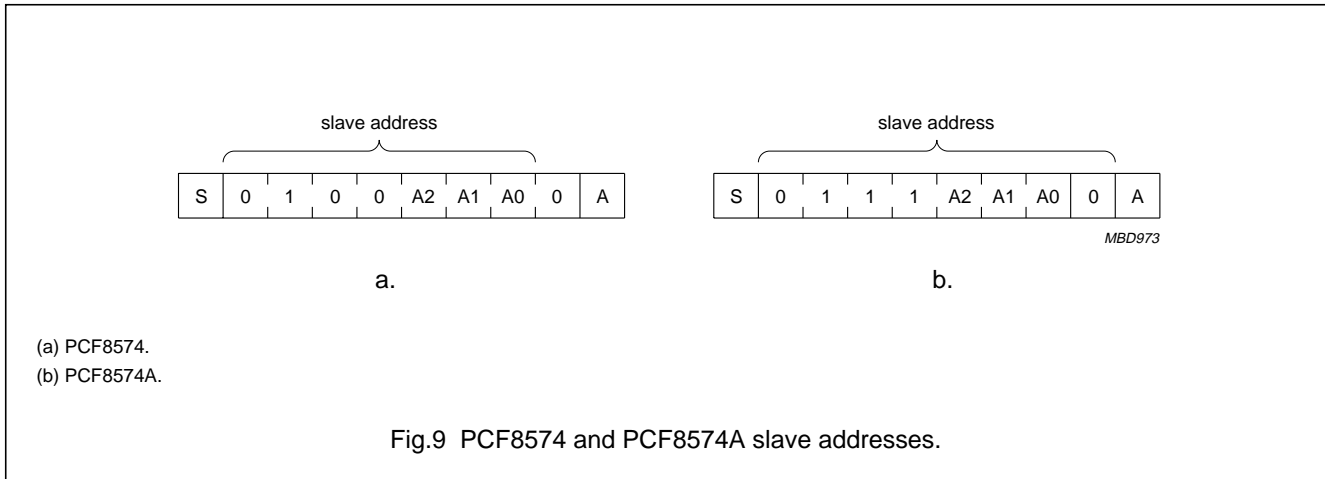 slave address
S 0 1 0 0 A2 A1 A0 0 A
a.
slave address
S 0 1 1 1 A2 A1 A0 0 A
MBD973
b.
(a) PCF8574.
(b) PCF8574A.
Fig.9 PCF8574 and PCF8574A slave addresses.